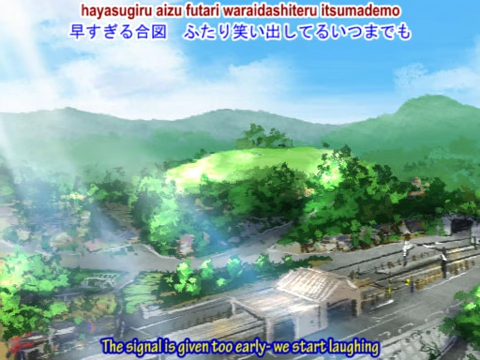 hayasugiru aizu futari waraidashiteru itsumademo
早すぎる合図　ふたり笑い出してるいつまでも
The signal is given too early- we start laughing